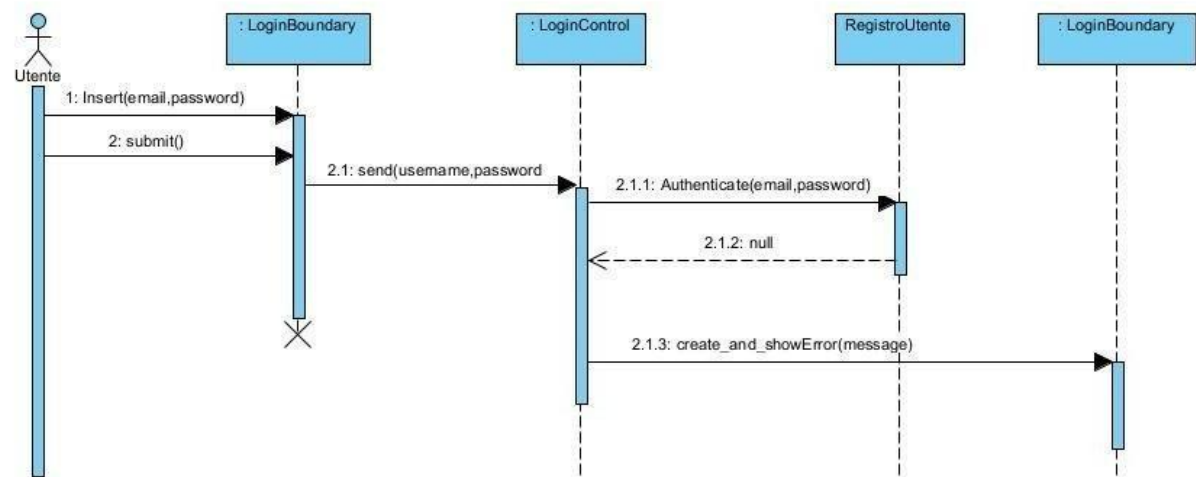 : LoginBoundary
: LoginControl
RegistroUtente
: LoginBoundary
Utente
1: Insert(email,password)
2: submit()
2.1: send(username,password
2.1.1: Authenticate(email,password)
2.1.2: null
2.1.3: create_and_showError(message)